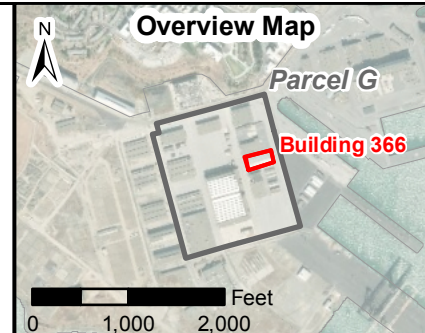 Overview Map
N
Parcel G
Building 366
Feet
0 1,000 2,000